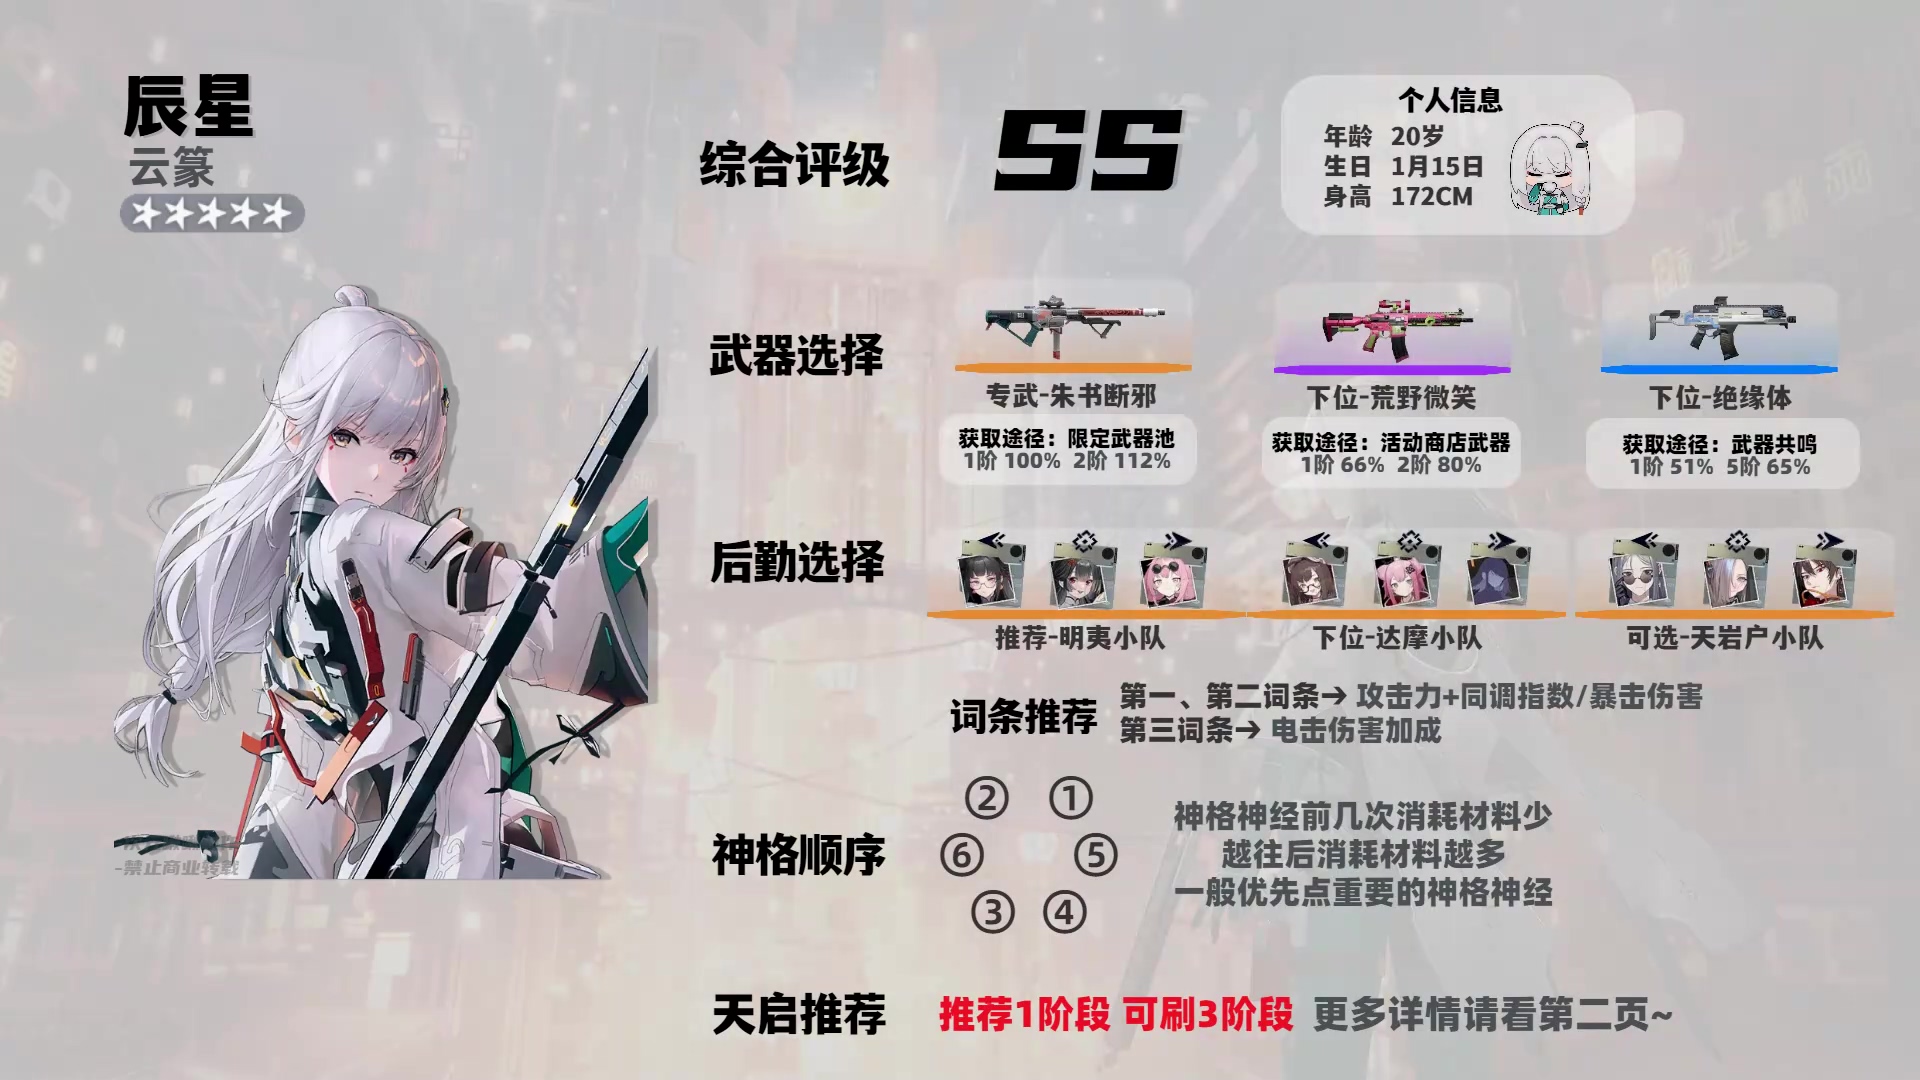 辰星
云篆
综合评级
SS
个人信息
年龄 20岁
生日 1月15日
身高 172CM
武器选择
专武-朱书断邪
获取途径：限定武器池
1阶 100% 2阶 112%
下位-荒野微笑
获取途径：活动商店武器
1阶 66% 2阶 80%
下位-绝缘体
获取途径：武器共鸣
1阶 51% 5阶 65%
后勤选择
推荐-明夷小队
下位-达摩小队
可选-天岩户小队
词条推荐
第一、第二词条→ 攻击力+同调指数/暴击伤害
第三词条→ 电击伤害加成
神格顺序
② ①
⑥ ⑤
③ ④
神格神经前几次消耗材料少
越往后消耗材料越多
一般优先点重要的神格神经
-禁止商业转载
天启推荐
推荐1阶段 可刷3阶段 更多详情请看第二页~